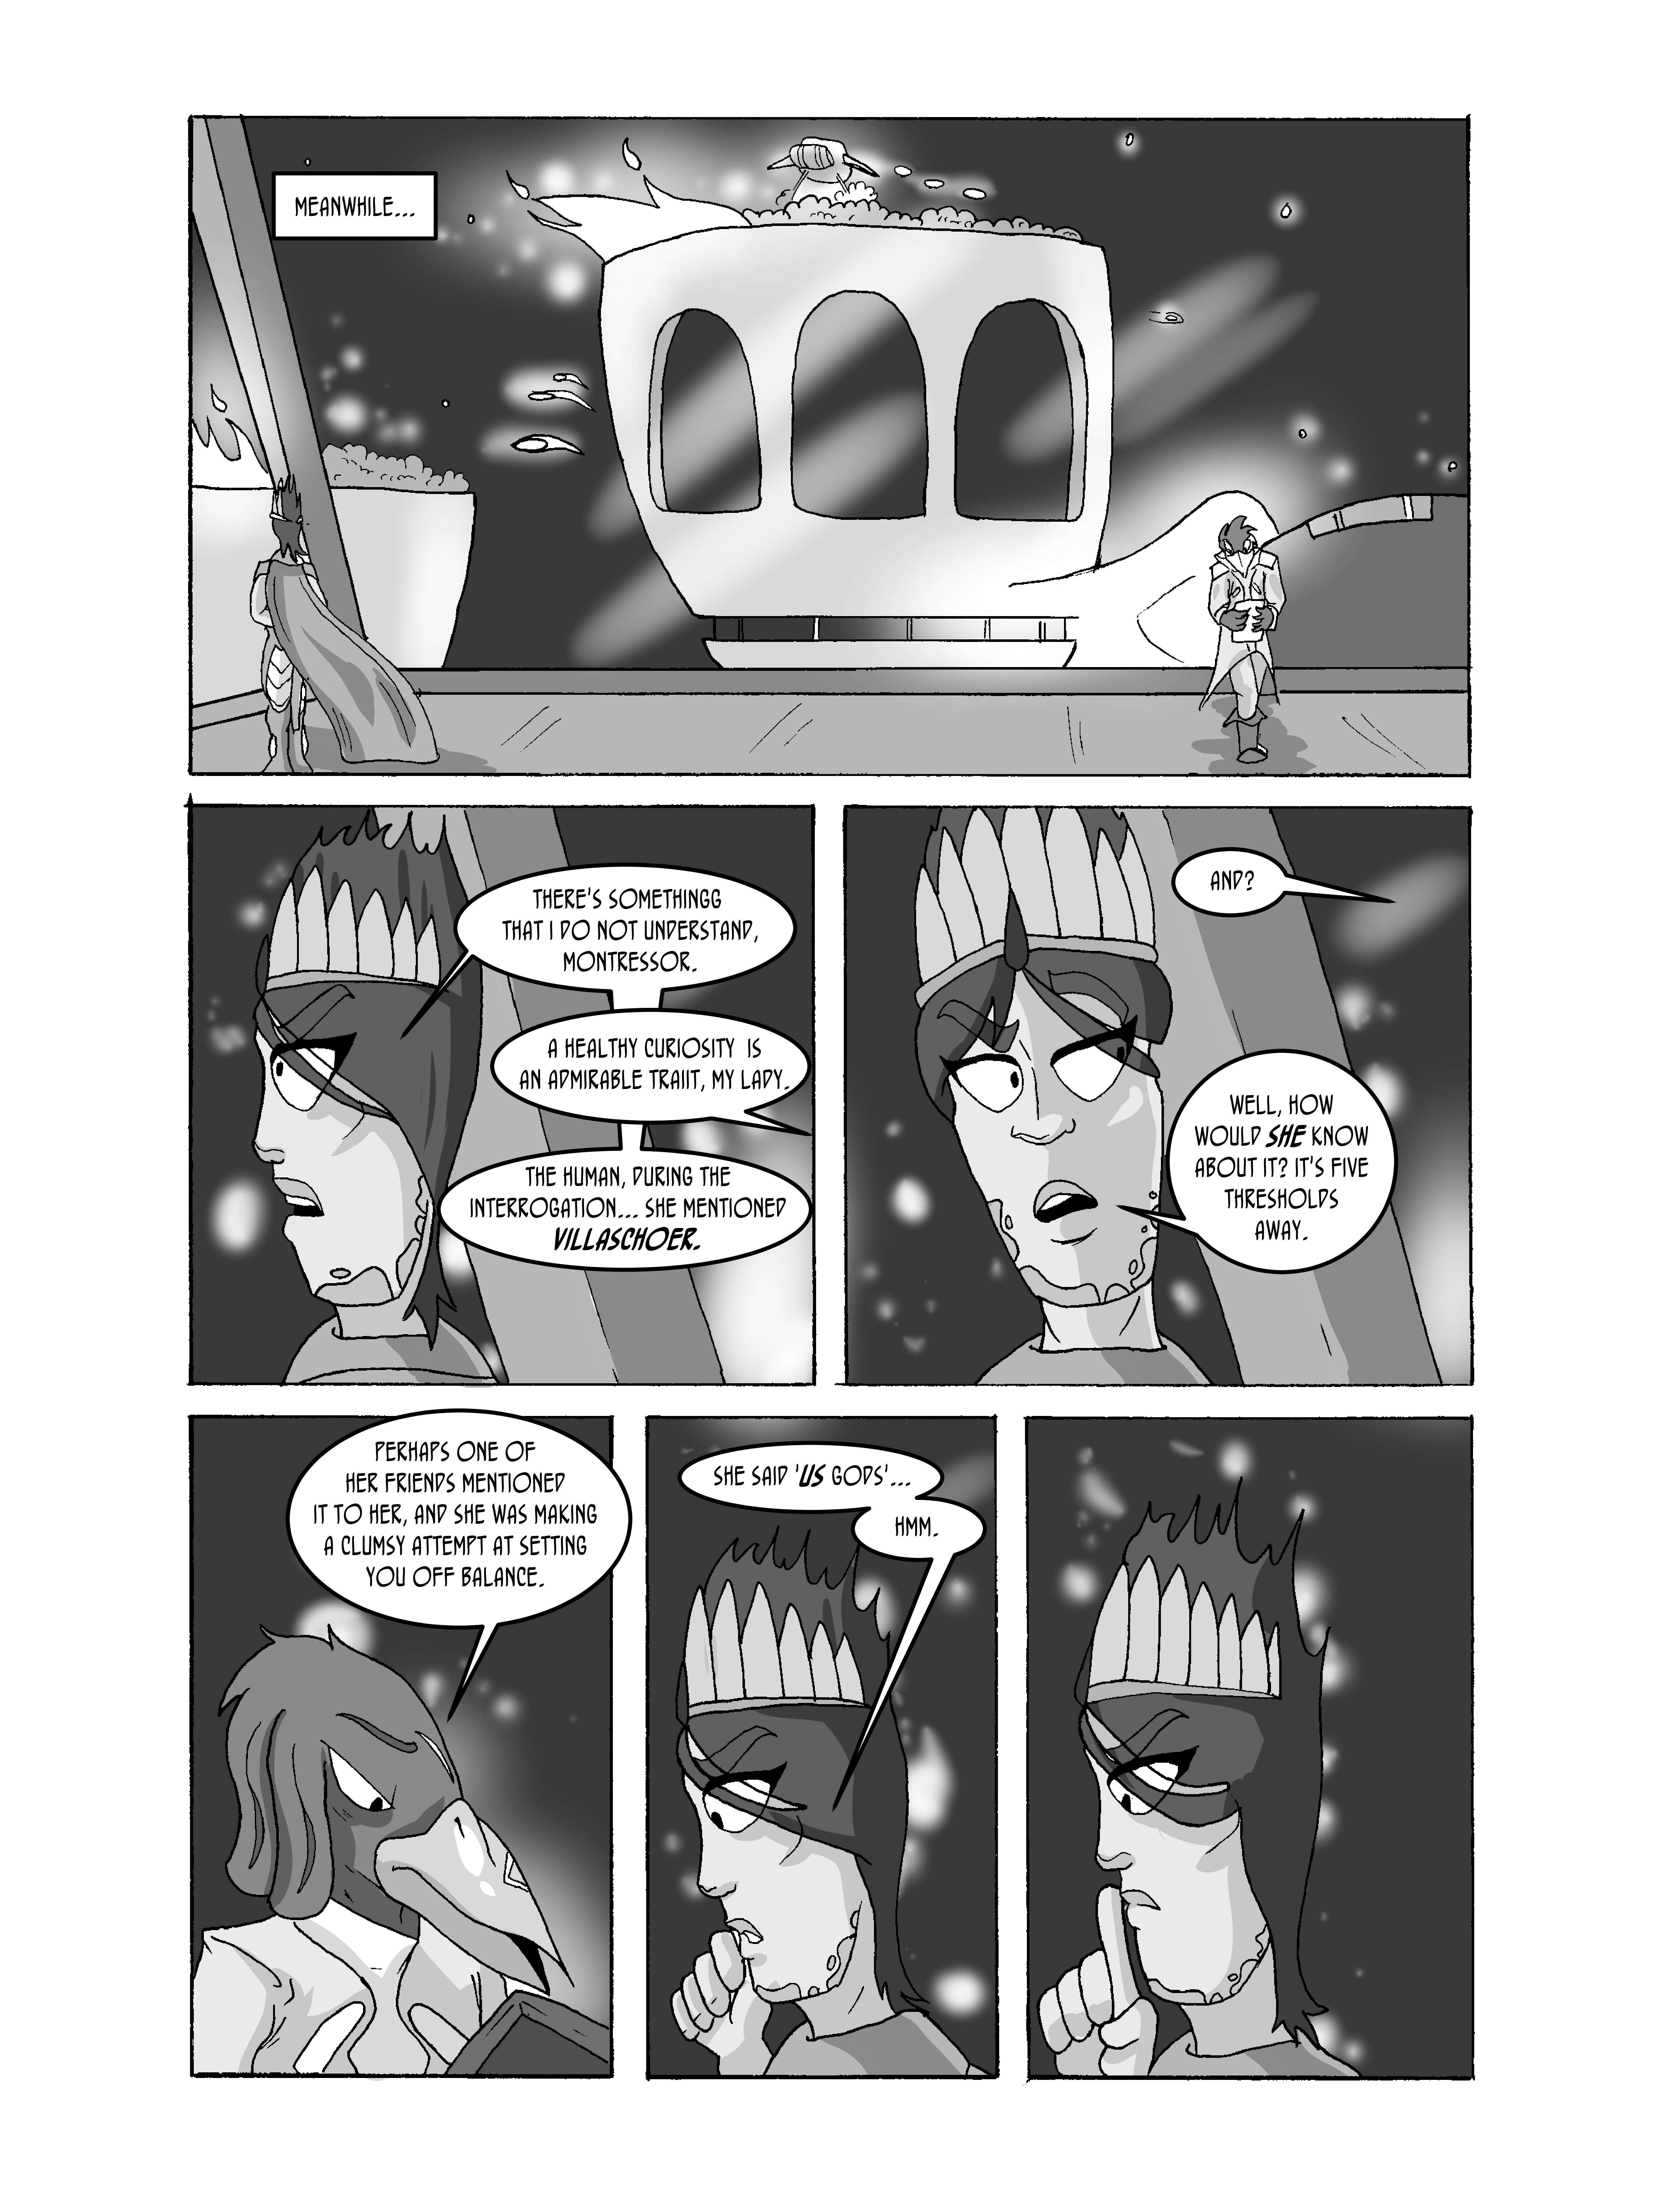 MEANWHILE...
THERE'S SOMETHINGG
THAT I DO NOT UNDERSTAND,
MONTRESSOR.
A HEALTHY CURIOSITY IS
AN ADMIRABLE TRAIIT, MY LADY.
THE HUMAN, DURING THE
INTERROGATION... SHE MENTIONED
VILLASCHOER.
AND?
WELL, HOW
WOULD SHE KNOW
ABOUT IT? IT'S FIVE
THRESHOLDS
AWAY.
PERHAPS ONE OF
HER FRIENDS MENTIONED
IT TO HER, AND SHE WAS MAKING
A CLUMSY ATTEMPT AT SETTING
YOU OFF BALANCE.
SHE SAID 'US GODS'...
HMM.